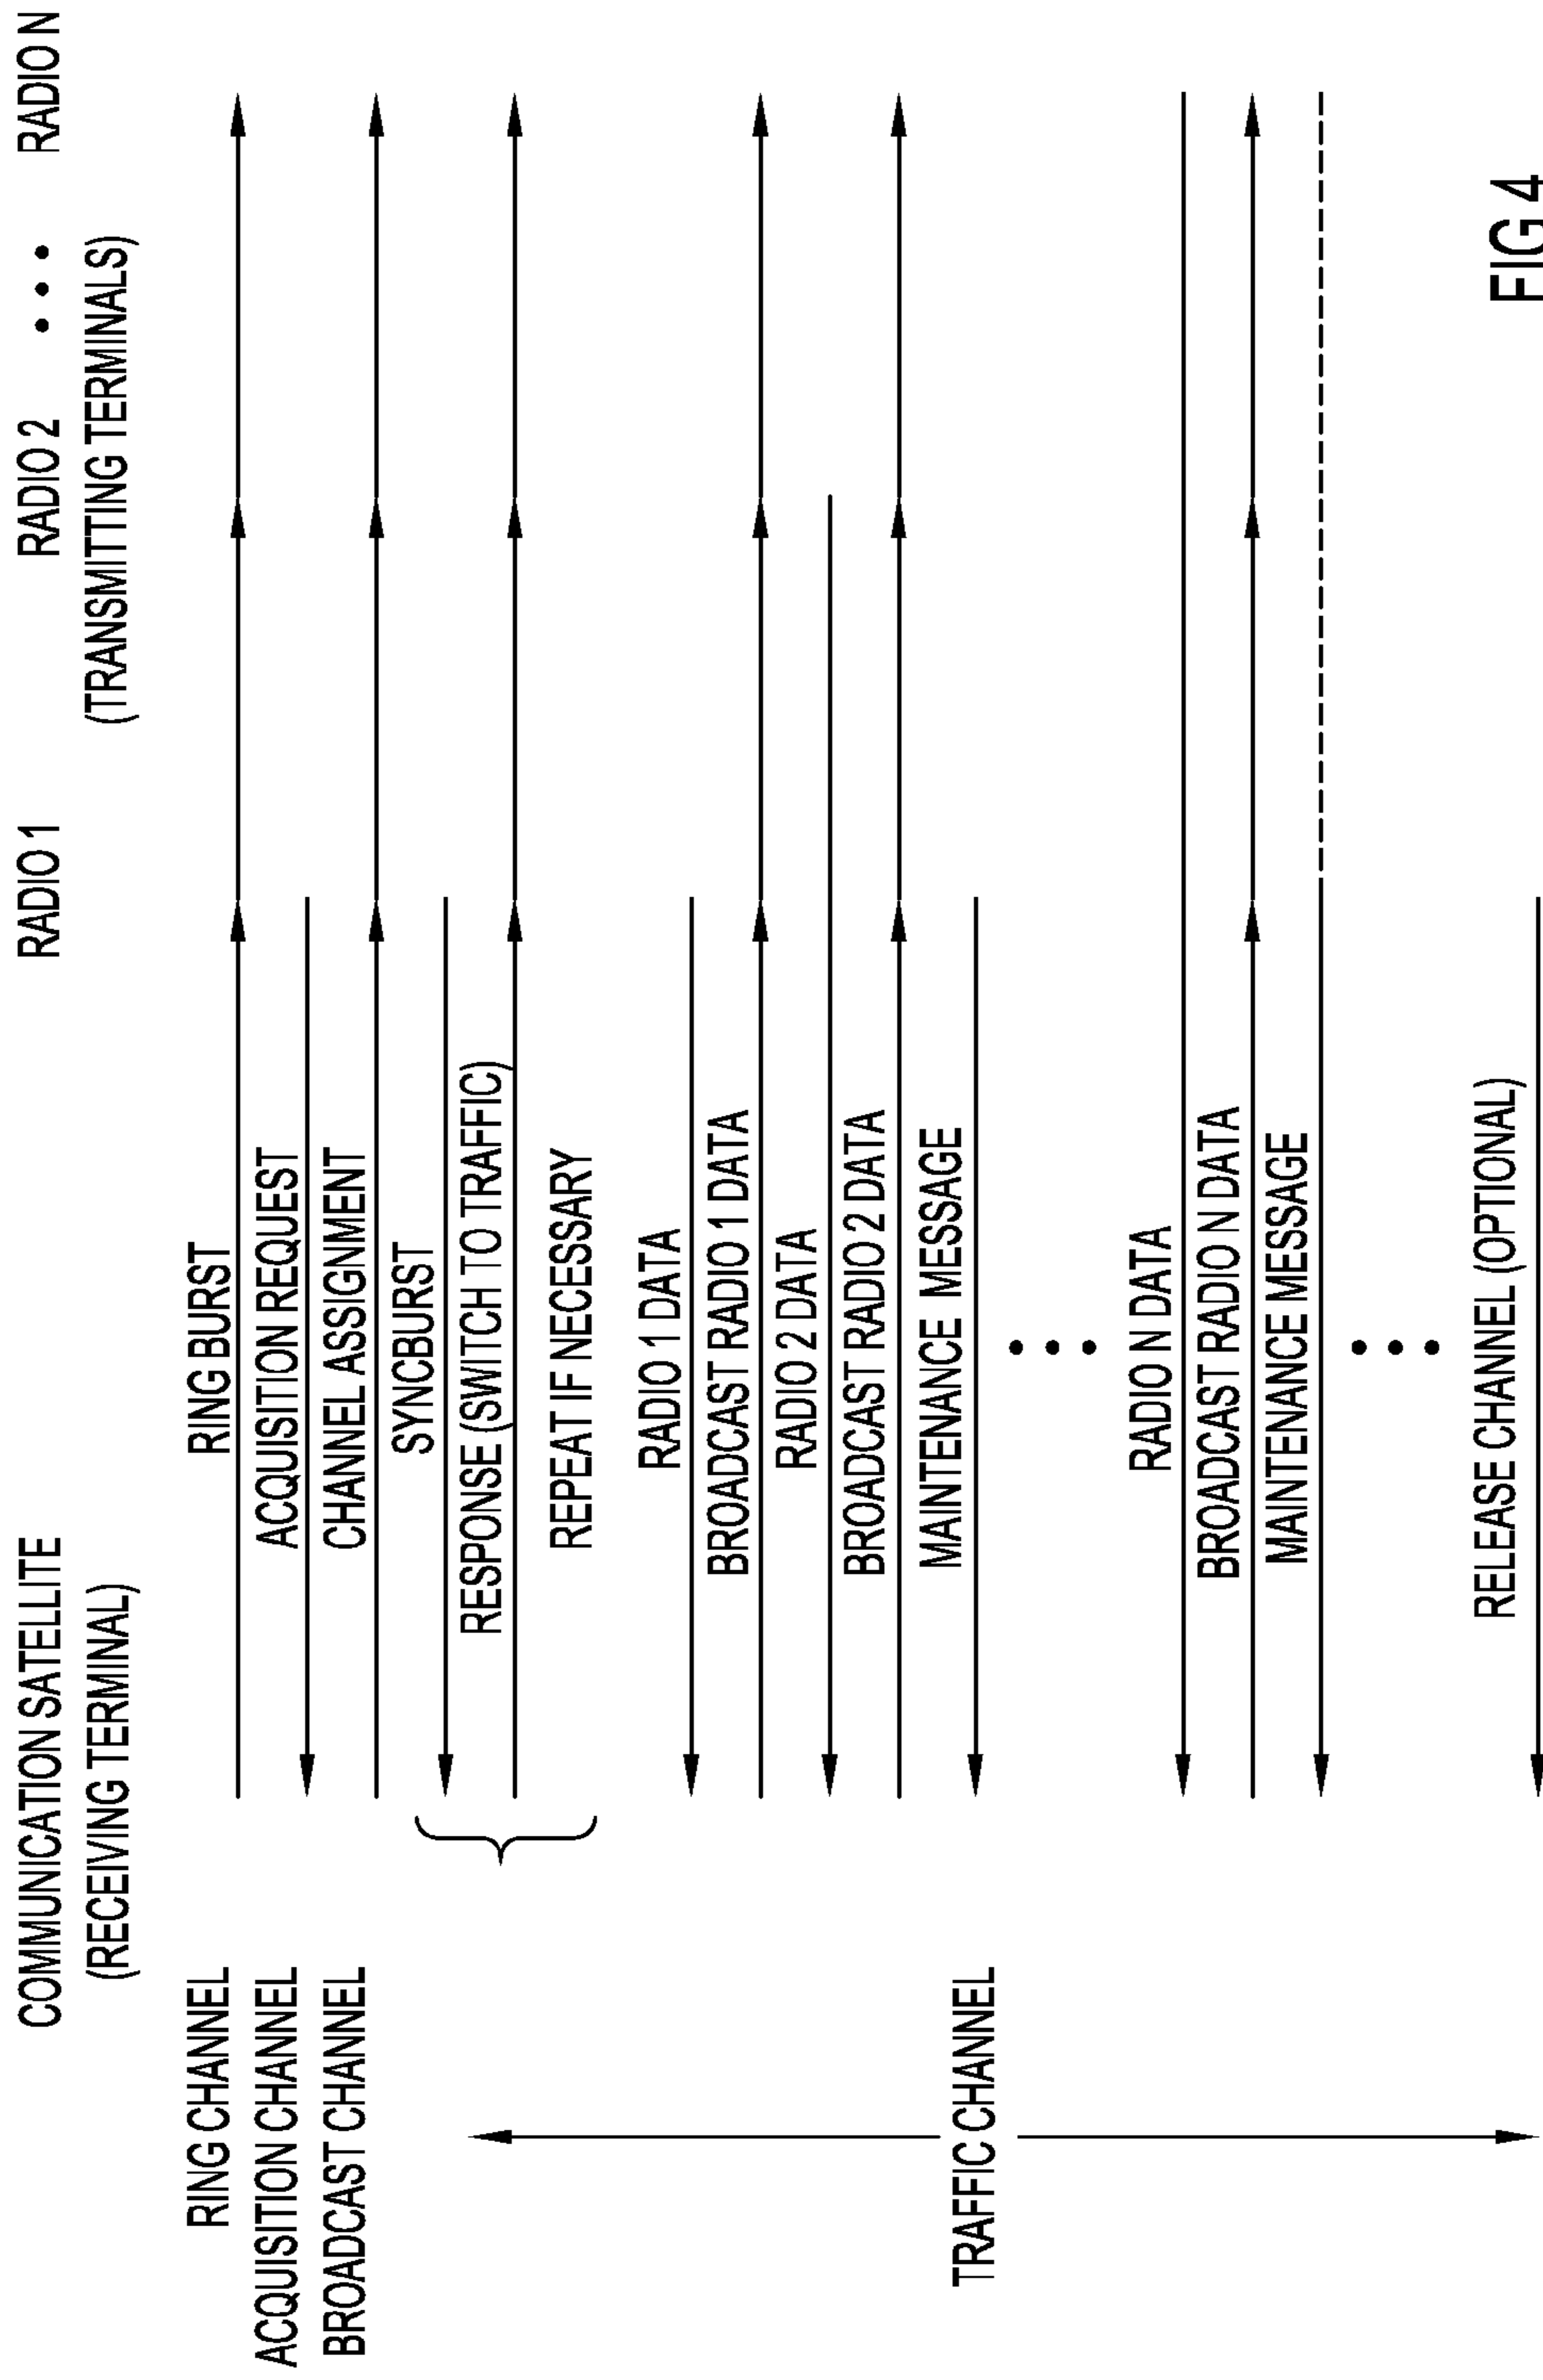 COMMUNICATION SATELLITE
(RECEIVING TERMINAL)
RADIO 1
RADIO 2
RADIO N
(TRANSMITTING TERMINALS)
RING CHANNEL
RING BURST
ACQUISITION CHANNEL
ACQUISITION REQUEST
BROADCAST CHANNEL
CHANNEL ASSIGNMENT
SYNCBURST
RESPONSE (SWITCH TO TRAFFIC)
REPEAT IF NECESSARY
RADIO 1 DATA
BROADCAST RADIO 1 DATA
RADIO 2 DATA
BROADCAST RADIO 2 DATA
MAINTENANCE MESSAGE
TRAFFIC CHANNEL
RADIO N DATA
BROADCAST RADIO N DATA
MAINTENANCE MESSAGE
RELEASE CHANNEL (OPTIONAL)
FIG 4